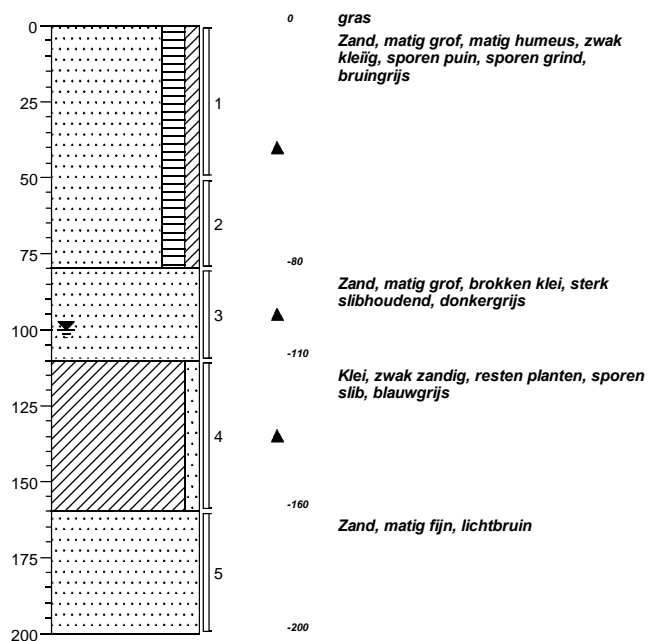 0 gras
0 Zand, matig grof, matig humeus, zwak
kleiïg, sporen puin, sporen grind,
bruingrijs
25
1
50
2
75
-80
Zand, matig grof, brokken klei, sterk
slibhoudend, donkergrijs
3
100
-110
Klei, zwak zandig, resten planten, sporen
slib, blauwgrijs
125
4
150
-160
Zand, matig fijn, lichtbruin
175
5
200
-200